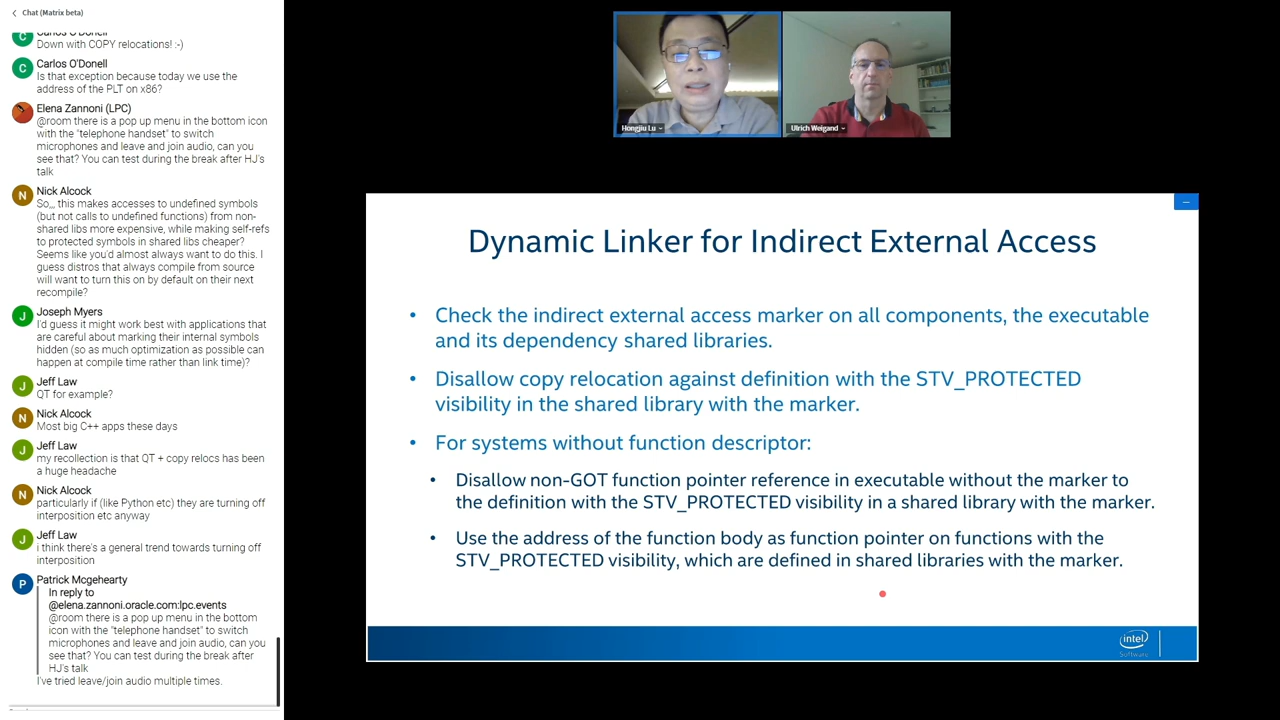 Chat (Matrix beta)
Carlos O'Donell
Down with COPY relocations! :-)
Carlos O'Donell
Is that exception because today we use the
address of the PLT on x86?
Elena Zannoni (LPC)
@room there is a pop up menu in the bottom icon
with the "telephone handset" to switch
microphones and leave and join audio, can you
see that? You can test during the break after HJ's
talk
Nick Alcock
So,,, this makes accesses to undefined symbols
(but not calls to undefined functions) from non-
shared libs more expensive, while making self-refs
to protected symbols in shared libs cheaper?
Seems like you'd almost always want to do this. I
guess distros that always compile from source
will want to turn this on by default on their next
recompile?
Joseph Myers
I'd guess it might work best with applications that
are careful about marking their internal symbols
hidden (so as much optimization as possible can
happen at compile time rather than link time)?
Jeff Law
QT for example?
Nick Alcock
Most big C++ apps these days
Jeff Law
my recollection is that QT + copy relocs has been
a huge headache
Nick Alcock
particularly if (like Python etc) they are turning off
interposition etc anyway
Jeff Law
i think there's a general trend towards turning off
interposition
Patrick Mcgehearty
In reply to
@elena.zannoni.oracle.com:lpc.events
@room there is a pop up menu in the bottom
icon with the "telephone handset" to switch
microphones and leave and join audio, can you
see that? You can test during the break after
HJ's talk
I've tried leave/join audio multiple times.
Hongjiu Lu
Ulrich Weigand
Dynamic Linker for Indirect External Access
• Check the indirect external access marker on all components, the executable
and its dependency shared libraries.
• Disallow copy relocation against definition with the STV_PROTECTED
visibility in the shared library with the marker.
• For systems without function descriptor:
• Disallow non-GOT function pointer reference in executable without the marker to
the definition with the STV_PROTECTED visibility in a shared library with the marker.
• Use the address of the function body as function pointer on functions with the
STV_PROTECTED visibility, which are defined in shared libraries with the marker.
intel
Software